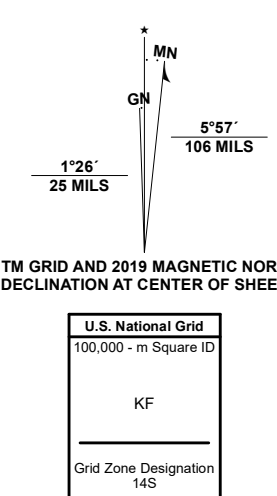 ★
MN
GN
5°57´
106 MILS
1°26´
25 MILS
TM GRID AND 2019 MAGNETIC NOR
DECLINATION AT CENTER OF SHEE
U.S. National Grid
100,000 - m Square ID
KF
Grid Zone Designation
14S